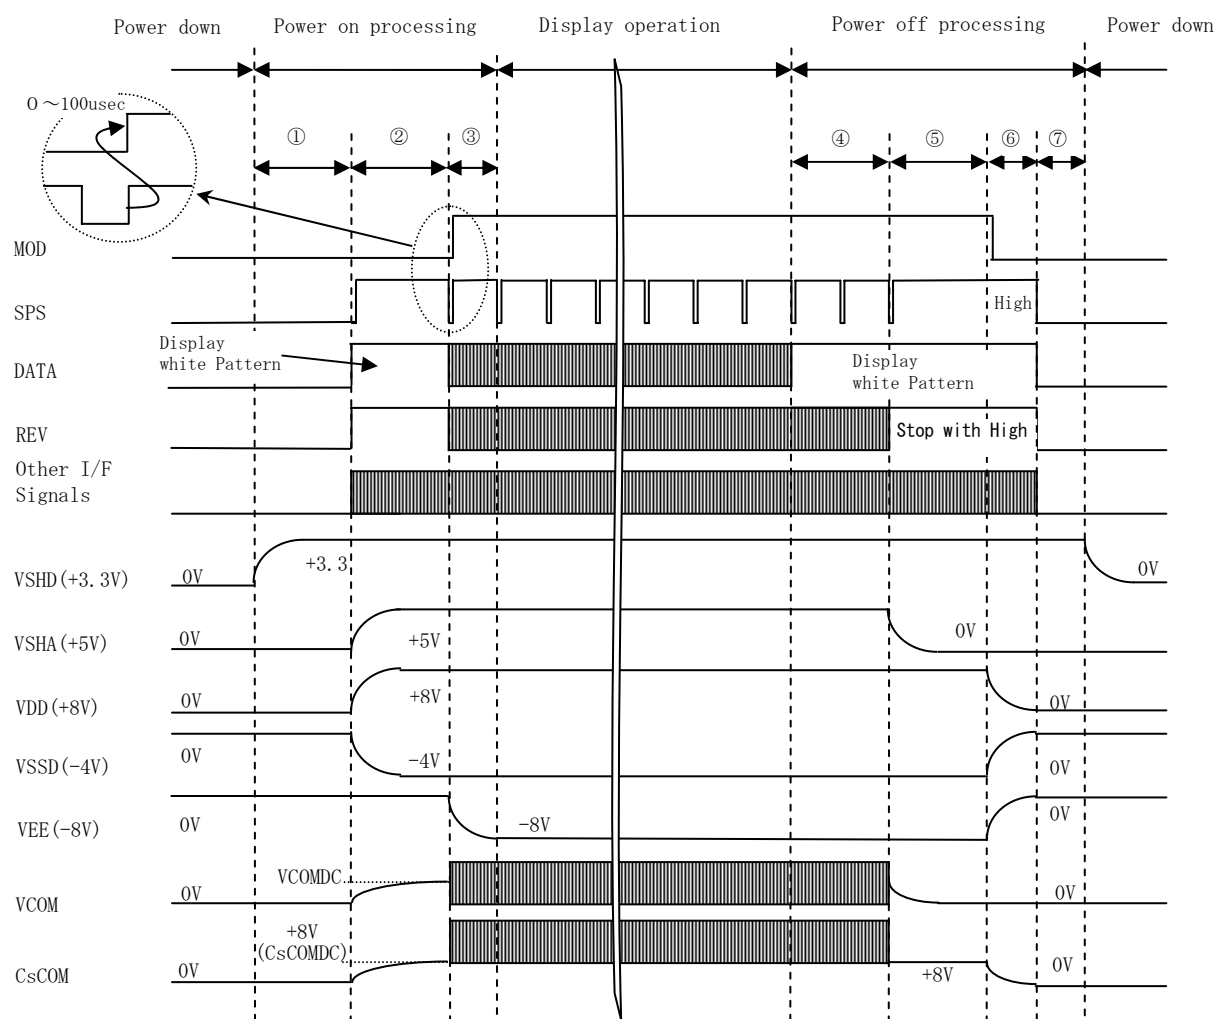 Power down Power on processing Display operation Power off processing Power down
0～100usec
① ② ③ ④ ⑤ ⑥ ⑦
MOD
SPS High
Display
white Pattern
DATA
Display
white Pattern
REV Stop with High
Other I/F
Signals
VSHD(+3.3V) 0V +3.3 0V
VSHA(+5V) 0V +5V 0V
VDD(+8V) 0V +8V 0V
VSSD(-4V) 0V -4V 0V
VEE(-8V) 0V -8V 0V
VCOM 0V VCOMDC 0V
+8V
(CsCOMDC)
CsCOM 0V +8V 0V